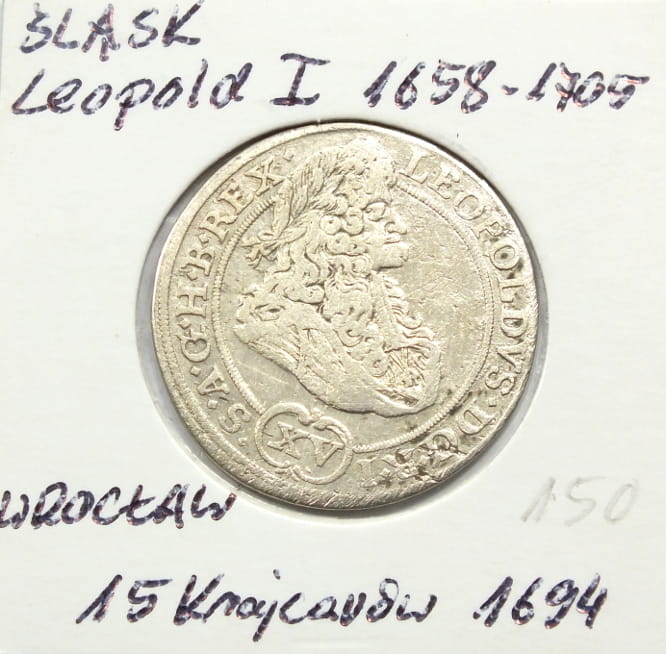 ŚLĄSK
Leopold I 1658-1705
LEOPOLDVS·D:G·R·I
S·A·G·H·B·REX·
XV
WROCŁAW
150
15 Krajcarów 1694